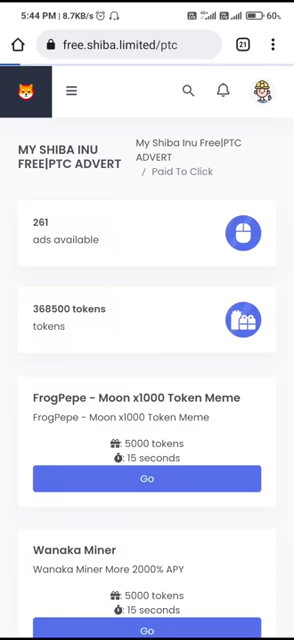 5:44 PM | 8.7KB/s
60%
free.shiba.limited/ptc
21
MY SHIBA INU
FREE|PTC ADVERT
My Shiba Inu Free|PTC
ADVERT
/ Paid To Click
261
ads available
368500 tokens
tokens
FrogPepe - Moon x1000 Token Meme
FrogPepe - Moon x1000 Token Meme
: 5000 tokens
: 15 seconds
Go
Wanaka Miner
Wanaka Miner More 2000% APY
: 5000 tokens
: 15 seconds
Go